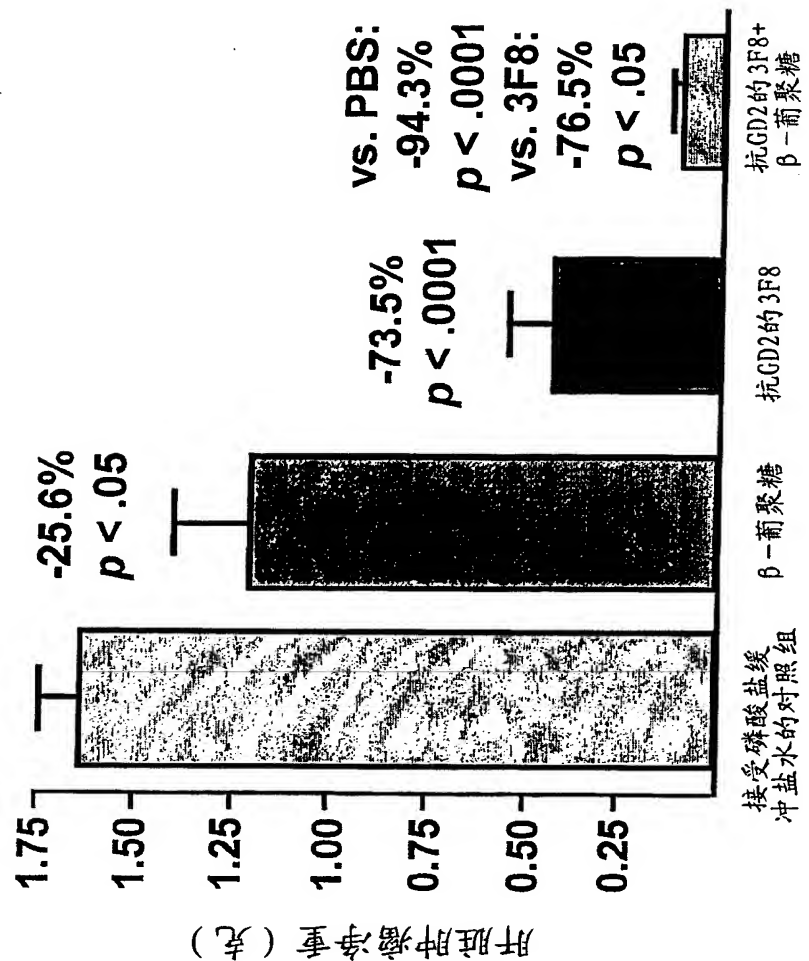 肝脏肿瘤净重（克）
1.75
1.50
1.25
1.00
0.75
0.50
0.25
-25.6%
p < .05
-73.5%
p < .0001
vs. PBS:
-94.3%
p < .0001
vs. 3F8:
-76.5%
p < .05
接受磷酸盐缓
冲盐水的对照组
β-葡聚糖
抗GD2的3F8
抗GD2的3F8+
β-葡聚糖